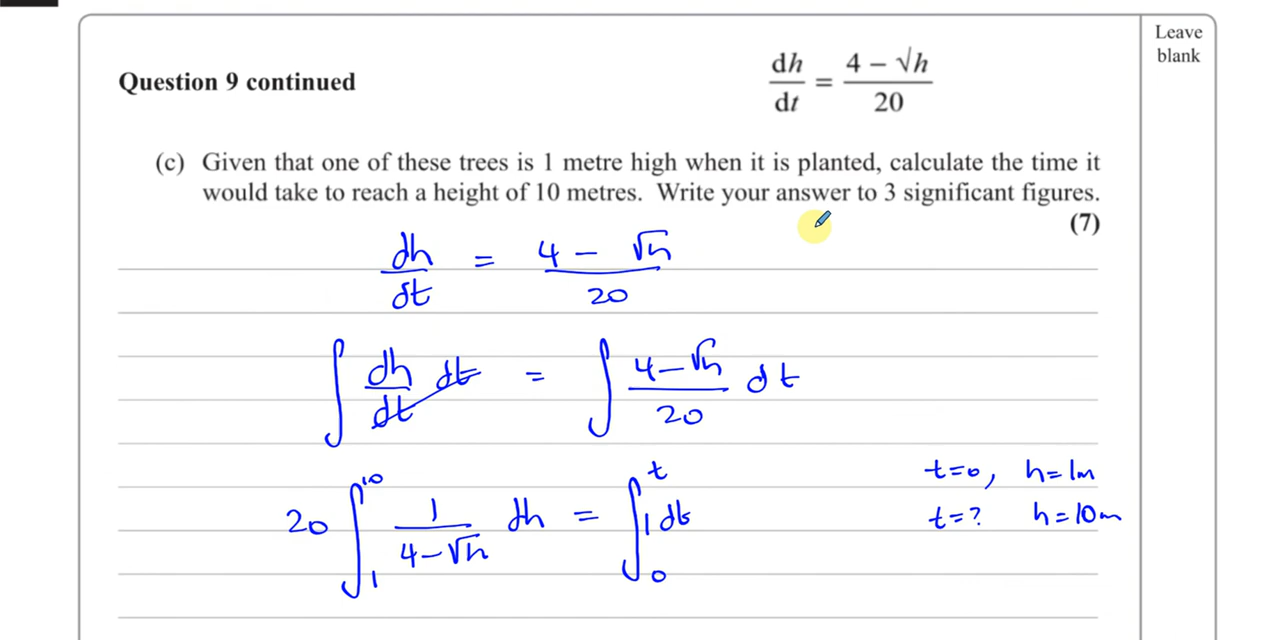 Leave
blank
Question 9 continued
dh/dt = (4 − √h)/20
(c) Given that one of these trees is 1 metre high when it is planted, calculate the time it
would take to reach a height of 10 metres. Write your answer to 3 significant figures.
(7)
dh/dt = (4 − √h)/20
∫ dh/dt dt = ∫ (4 − √h)/20 dt
t=0, h=1m
20 ∫₁¹⁰ 1/(4 − √h) dh = ∫₀ᵗ 1 dt
t=? h=10m